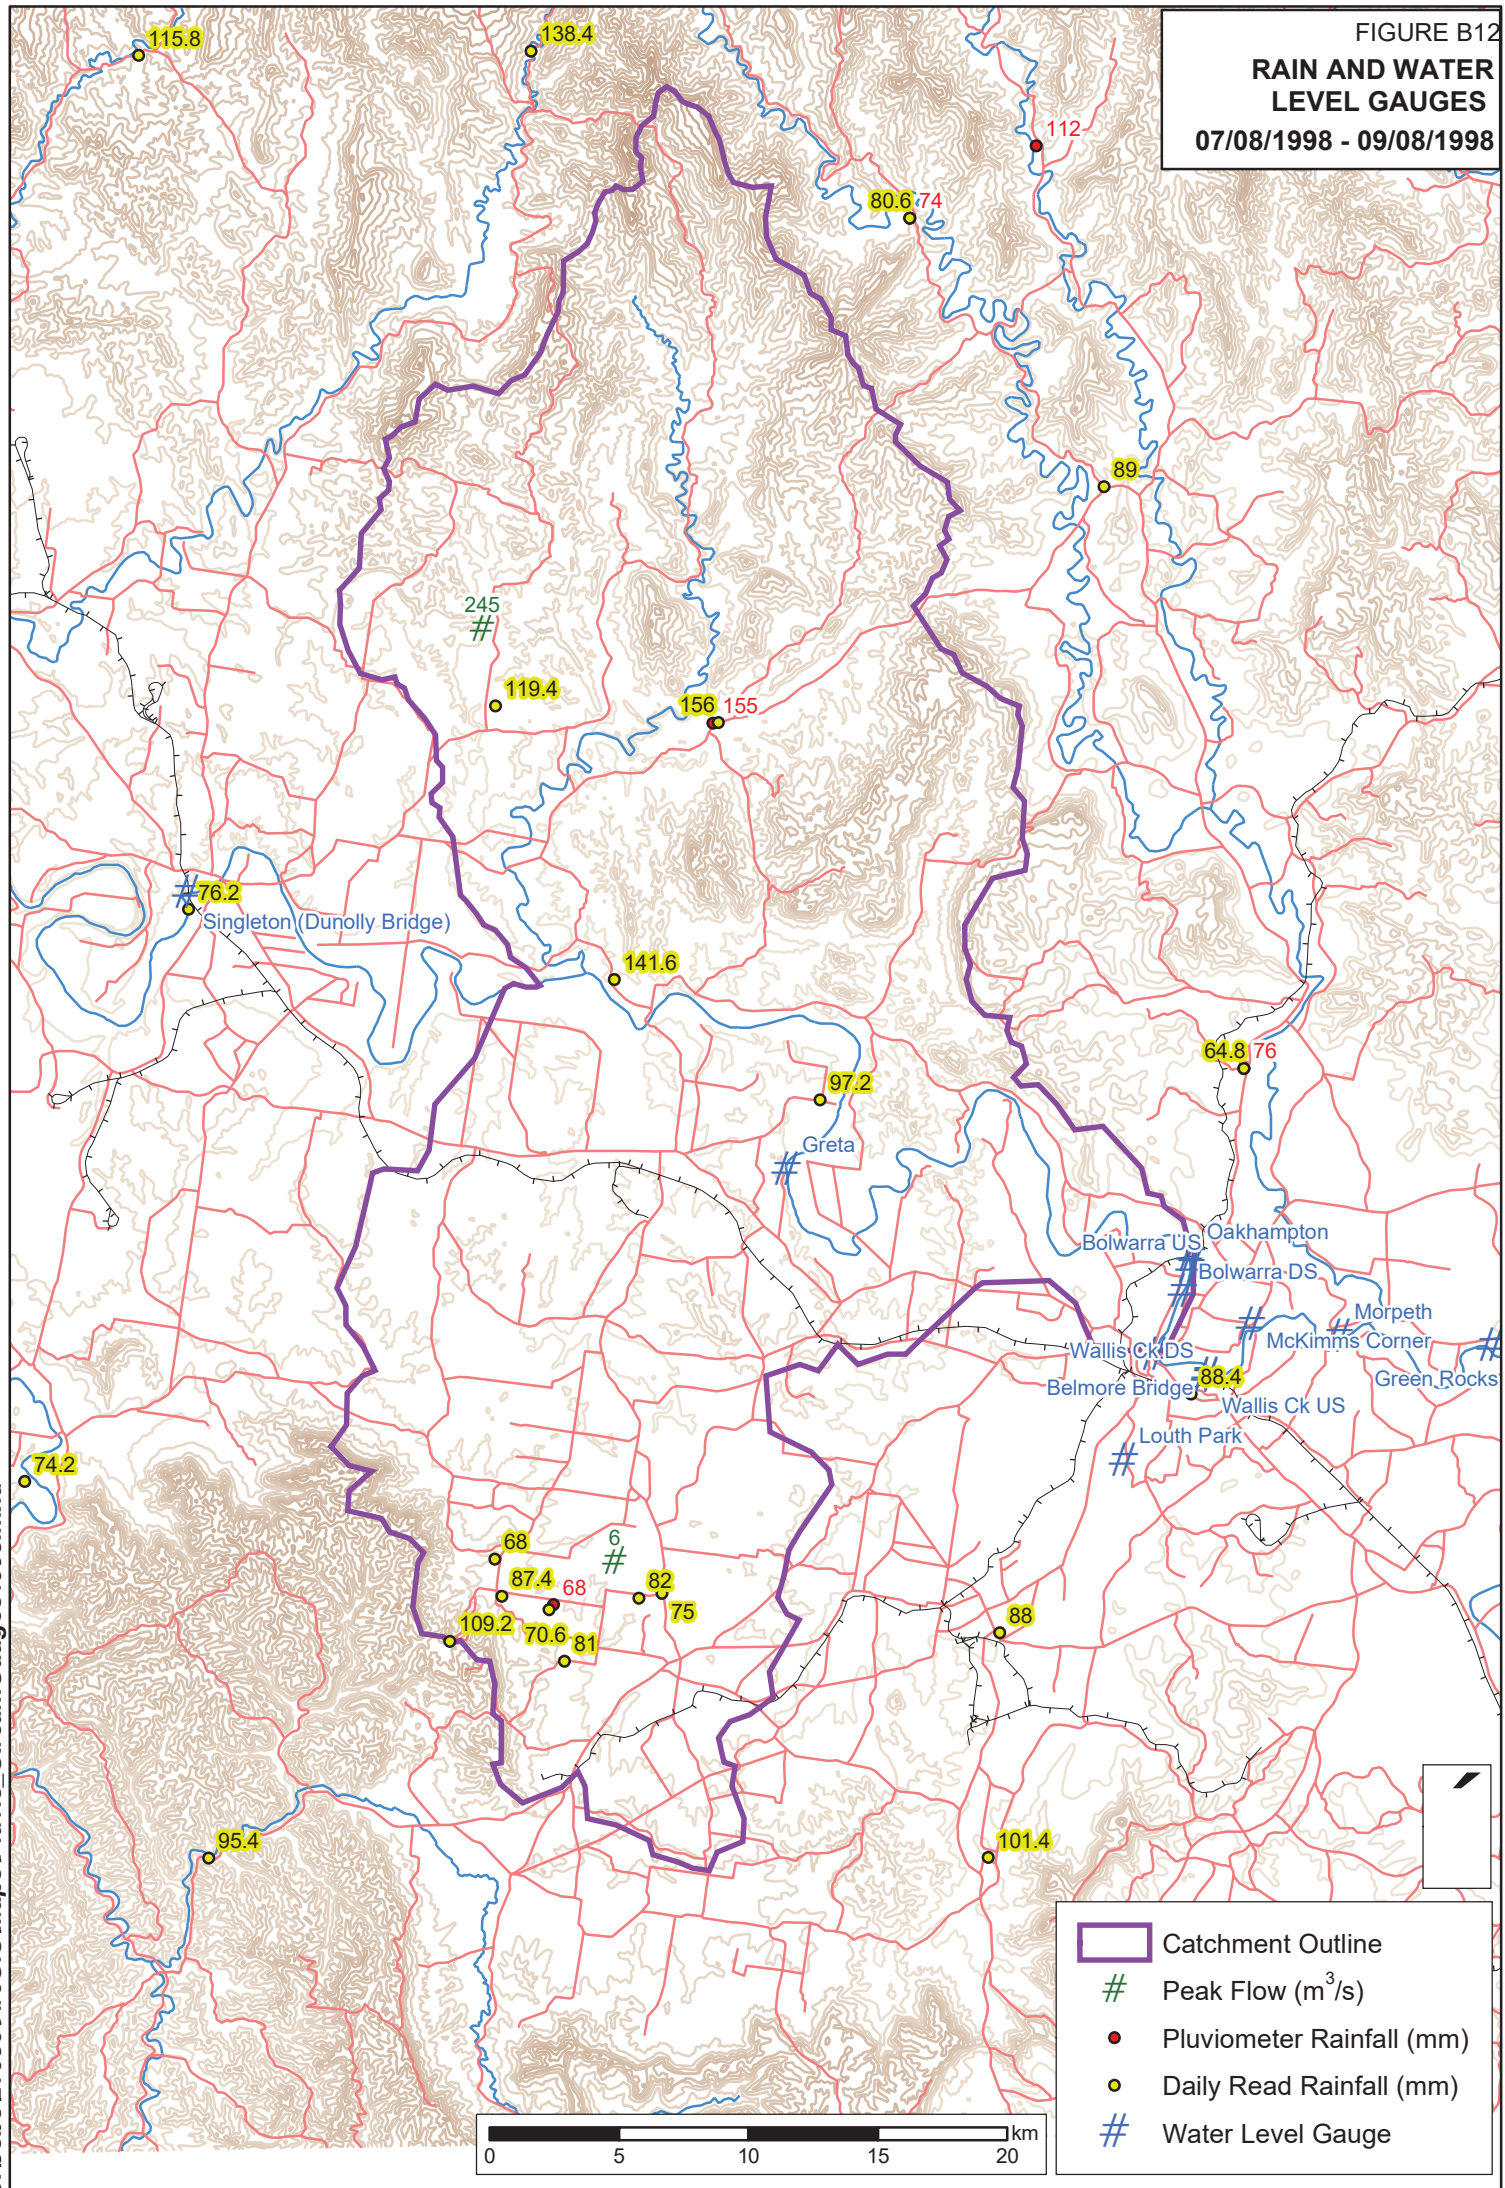 FIGURE B12
RAIN AND WATER
LEVEL GAUGES
07/08/1998 - 09/08/1998
115.8
138.4
112
80.6 74
89
245
#
119.4
156 155
#
76.2
Singleton (Dunolly Bridge)
141.6
64.8 76
97.2
Greta
#
Oakhampton
Bolwarra US
#
Bolwarra DS
#
Morpeth
#
McKimms Corner
#
Wallis Ck DS
#
Green Rocks
#
Belmore Bridge
#
88.4
Wallis Ck US
Louth Park
#
74.2
68
6
#
87.4
68
82
75
109.2
70.6
81
88
95.4
101.4
Catchment Outline
# Peak Flow (m³/s)
Pluviometer Rainfall (mm)
Daily Read Rainfall (mm)
# Water Level Gauge
km
0 5 10 15 20